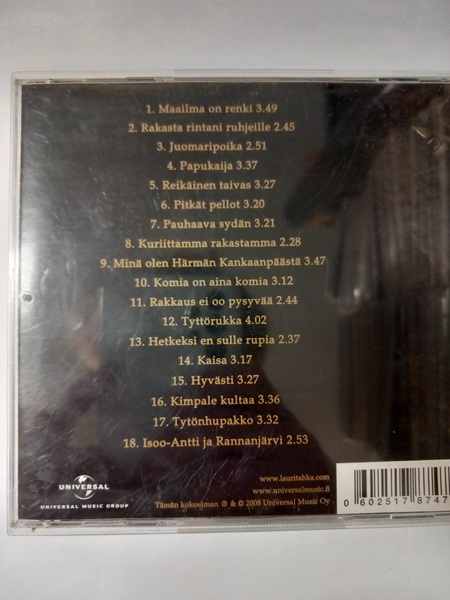 1. Maailma on renki 3.49
2. Rakasta rintani ruhjeille 2.45
3. Juomaripoika 2.51
4. Papukaija 3.37
5. Reikäinen taivas 3.27
6. Pitkät pellot 3.20
7. Pauhaava sydän 3.21
8. Kuriittamma rakastamma 2.28
9. Minä olen Härmän Kankaanpäästä 3.47
10. Komia on aina komia 3.12
11. Rakkaus ei oo pysyvää 2.44
12. Tyttörukka 4.02
13. Hetkeksi en sulle rupia 2.37
14. Kaisa 3.17
15. Hyvästi 3.27
16. Kimpale kultaa 3.36
17. Tytönhupakko 3.32
18. Isoo-Antti ja Rannanjärvi 2.53
www.lauritahka.com
www.universalmusic.fi
Tämän kokoelman ℗ & © 2008 Universal Music Oy
UNIVERSAL
UNIVERSAL MUSIC GROUP
0 602517 8747